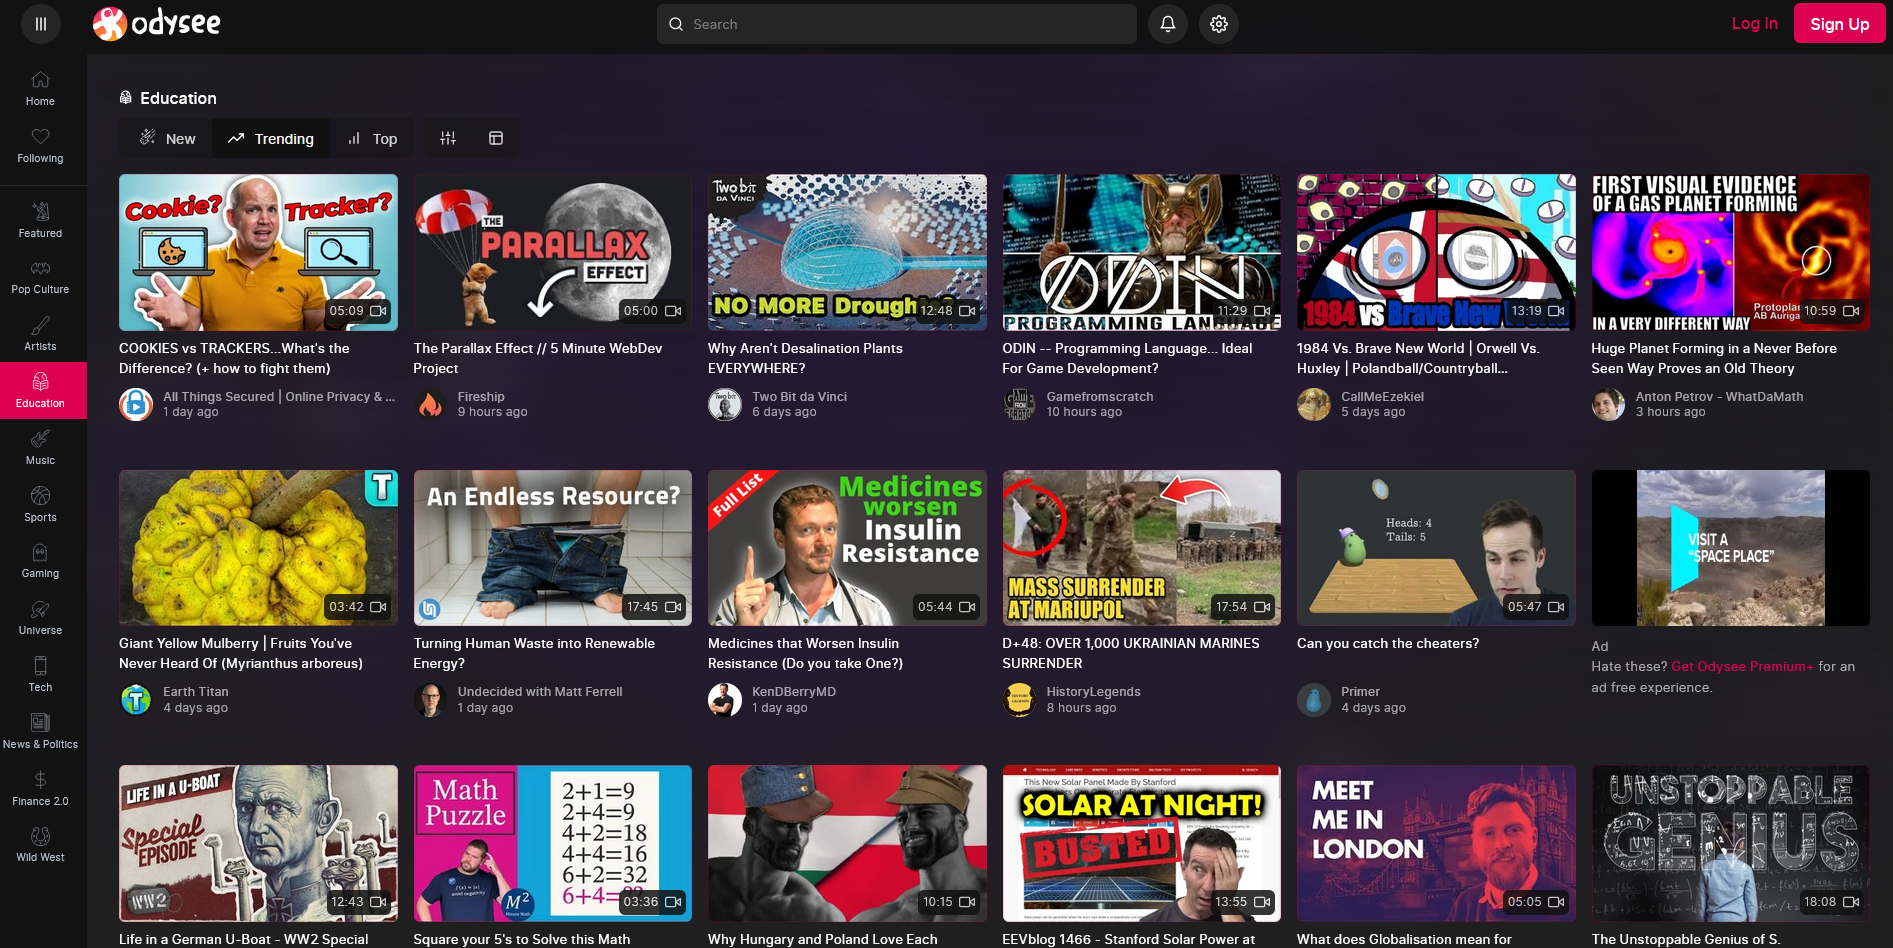 odysee
Search
Log In
Sign Up
Home
Following
Featured
Pop Culture
Artists
Education
Music
Sports
Gaming
Universe
Tech
News & Politics
Finance 2.0
Wild West
Education
New
Trending
Top
Cookie?
Tracker?
05:09
COOKIES vs TRACKERS...What's the
Difference? (+ how to fight them)
All Things Secured | Online Privacy & ...
1 day ago
THE
PARALLAX
EFFECT
05:00
The Parallax Effect // 5 Minute WebDev
Project
Fireship
9 hours ago
Two bit
DA VINCI
NO MORE
12:48
Why Aren't Desalination Plants
EVERYWHERE?
Two Bit da Vinci
6 days ago
ODIN
PROGRAMMING LANGUAGE
11:29
ODIN -- Programming Language... Ideal
For Game Development?
Gamefromscratch
10 hours ago
1984 vs Brave New
13:19
1984 Vs. Brave New World | Orwell Vs.
Huxley | Polandball/Countryball...
CallMeEzekiel
5 days ago
FIRST VISUAL EVIDENCE
OF A GAS PLANET FORMING
AB Auriga
IN A VERY DIFFERENT WAY
10:59
Huge Planet Forming in a Never Before
Seen Way Proves an Old Theory
Anton Petrov - WhatDaMath
3 hours ago
T
03:42
Giant Yellow Mulberry | Fruits You've
Never Heard Of (Myrianthus arboreus)
Earth Titan
4 days ago
An Endless Resource?
17:45
Turning Human Waste into Renewable
Energy?
Undecided with Matt Ferrell
1 day ago
Full List
Medicines
worsen
Insulin
Resistance
05:44
Medicines that Worsen Insulin
Resistance (Do you take One?)
KenDBerryMD
1 day ago
MASS SURRENDER
AT MARIUPOL
17:54
D+48: OVER 1,000 UKRAINIAN MARINES
SURRENDER
HistoryLegends
8 hours ago
Heads: 4
Tails: 5
05:47
Can you catch the cheaters?
Primer
4 days ago
VISIT A
"SPACE PLACE"
Ad
Hate these? Get Odysee Premium+ for an
ad free experience.
LIFE IN A U-BOAT
Special
EPISODE
WW2
12:43
Life in a German U-Boat - WW2 Special
Math
Puzzle
2+1=9
2+4=9
4+2=18
4+4=16
6+2=32
6+4=
M²
Minute Math
03:36
Square your 5's to Solve this Math
10:15
Why Hungary and Poland Love Each
This New Solar Panel Made By Stanford
SOLAR AT NIGHT!
BUSTED
13:55
EEVblog 1466 - Stanford Solar Power at
MEET
ME IN
LONDON
05:05
What does Globalisation mean for
UNSTOPPABLE
GENIUS
18:08
The Unstoppable Genius of S.